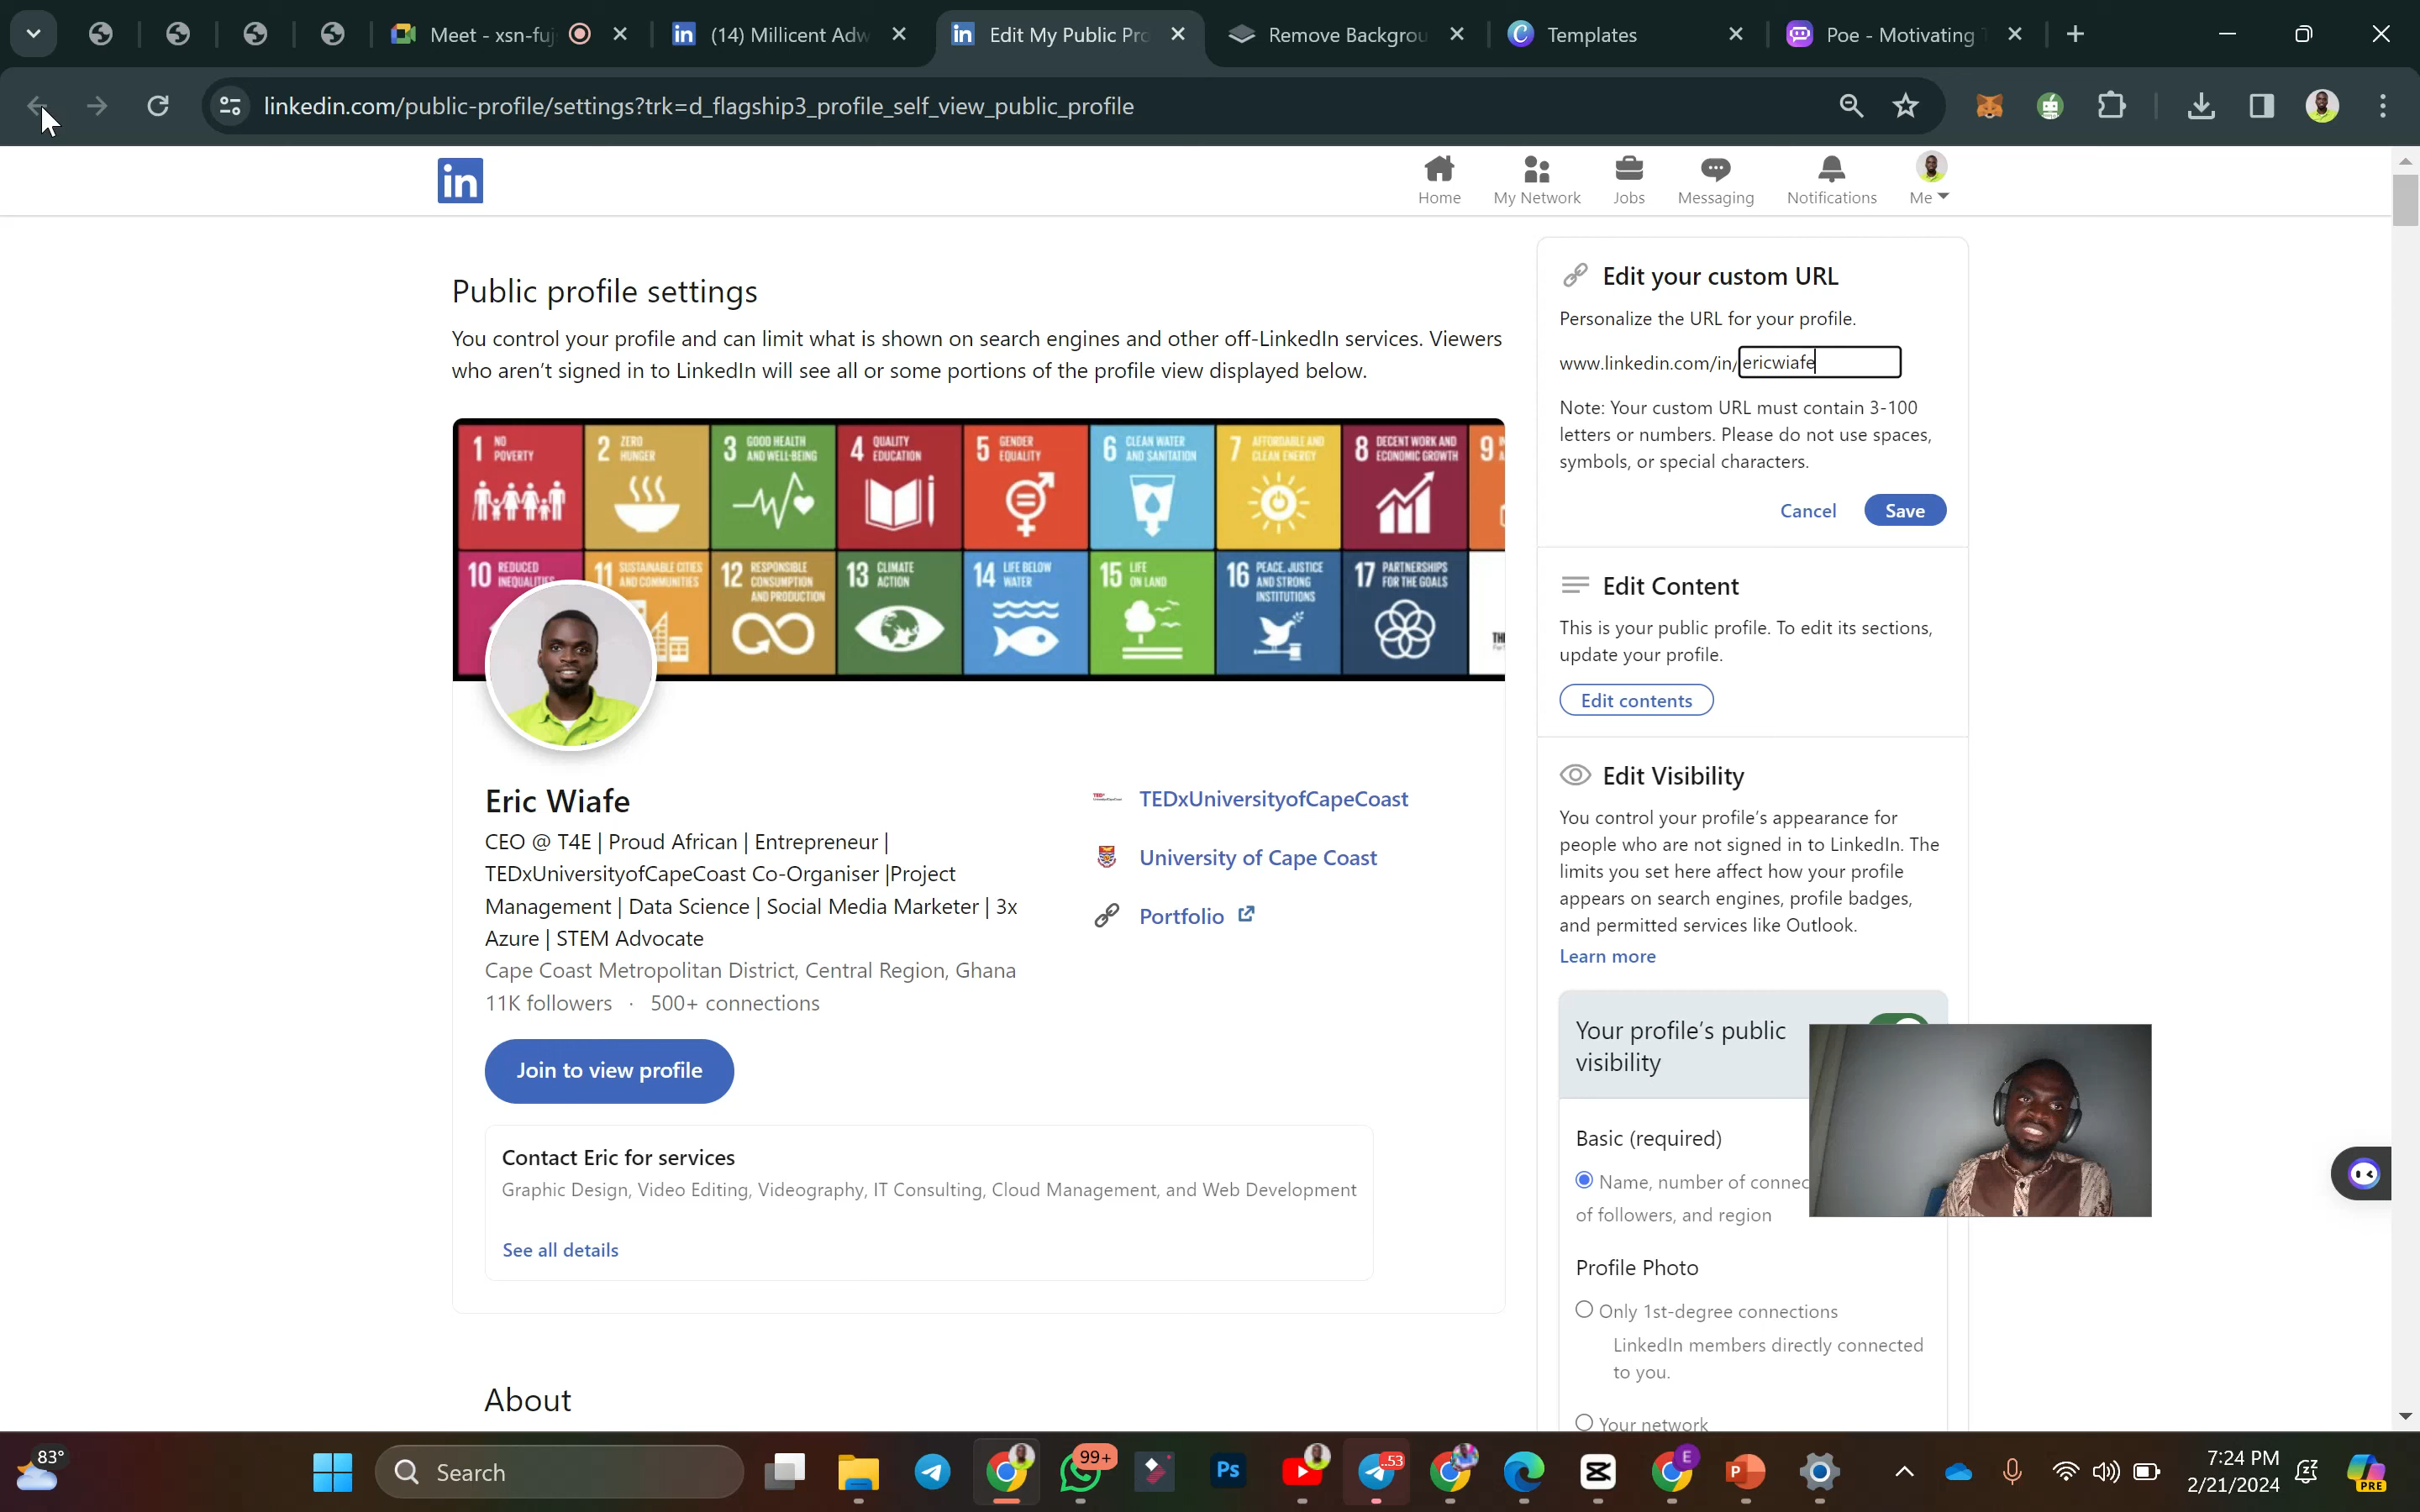 Meet - xsn-fuj
(14) Millicent Adw
Edit My Public Pro
Remove Backgrou
Templates
Poe - Motivating
linkedin.com/public-profile/settings?trk=d_flagship3_profile_self_view_public_profile
in
Home
My Network
Jobs
Messaging
Notifications
Me
Public profile settings
You control your profile and can limit what is shown on search engines and other off-LinkedIn services. Viewers
who aren't signed in to LinkedIn will see all or some portions of the profile view displayed below.
1 NO POVERTY
2 ZERO HUNGER
3 GOOD HEALTH AND WELL-BEING
4 QUALITY EDUCATION
5 GENDER EQUALITY
6 CLEAN WATER AND SANITATION
7 AFFORDABLE AND CLEAN ENERGY
8 DECENT WORK AND ECONOMIC GROWTH
9
10 REDUCED INEQUALITIES
11 SUSTAINABLE CITIES AND COMMUNITIES
12 RESPONSIBLE CONSUMPTION AND PRODUCTION
13 CLIMATE ACTION
14 LIFE BELOW WATER
15 LIFE ON LAND
16 PEACE, JUSTICE AND STRONG INSTITUTIONS
17 PARTNERSHIPS FOR THE GOALS
Eric Wiafe
CEO @ T4E | Proud African | Entrepreneur |
TEDxUniversityofCapeCoast Co-Organiser |Project
Management | Data Science | Social Media Marketer | 3x
Azure | STEM Advocate
Cape Coast Metropolitan District, Central Region, Ghana
11K followers · 500+ connections
Join to view profile
TEDxUniversityofCapeCoast
University of Cape Coast
Portfolio
Contact Eric for services
Graphic Design, Video Editing, Videography, IT Consulting, Cloud Management, and Web Development
See all details
About
Edit your custom URL
Personalize the URL for your profile.
www.linkedin.com/in/ericwiafe
Note: Your custom URL must contain 3-100
letters or numbers. Please do not use spaces,
symbols, or special characters.
Cancel
Save
Edit Content
This is your public profile. To edit its sections,
update your profile.
Edit contents
Edit Visibility
You control your profile's appearance for
people who are not signed in to LinkedIn. The
limits you set here affect how your profile
appears on search engines, profile badges,
and permitted services like Outlook.
Learn more
Your profile's public
visibility
Basic (required)
Name, number of connec
of followers, and region
Profile Photo
Only 1st-degree connections
LinkedIn members directly connected
to you.
Your network
83°
Search
99+
Ps
..53
E
P
7:24 PM
2/21/2024
PRE